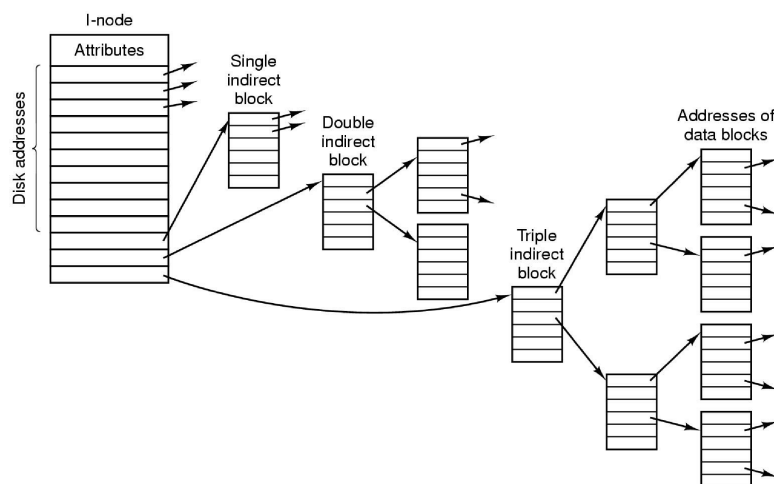 I-node
Attributes
Disk addresses
Single
indirect
block
Double
indirect
block
Triple
indirect
block
Addresses of
data blocks